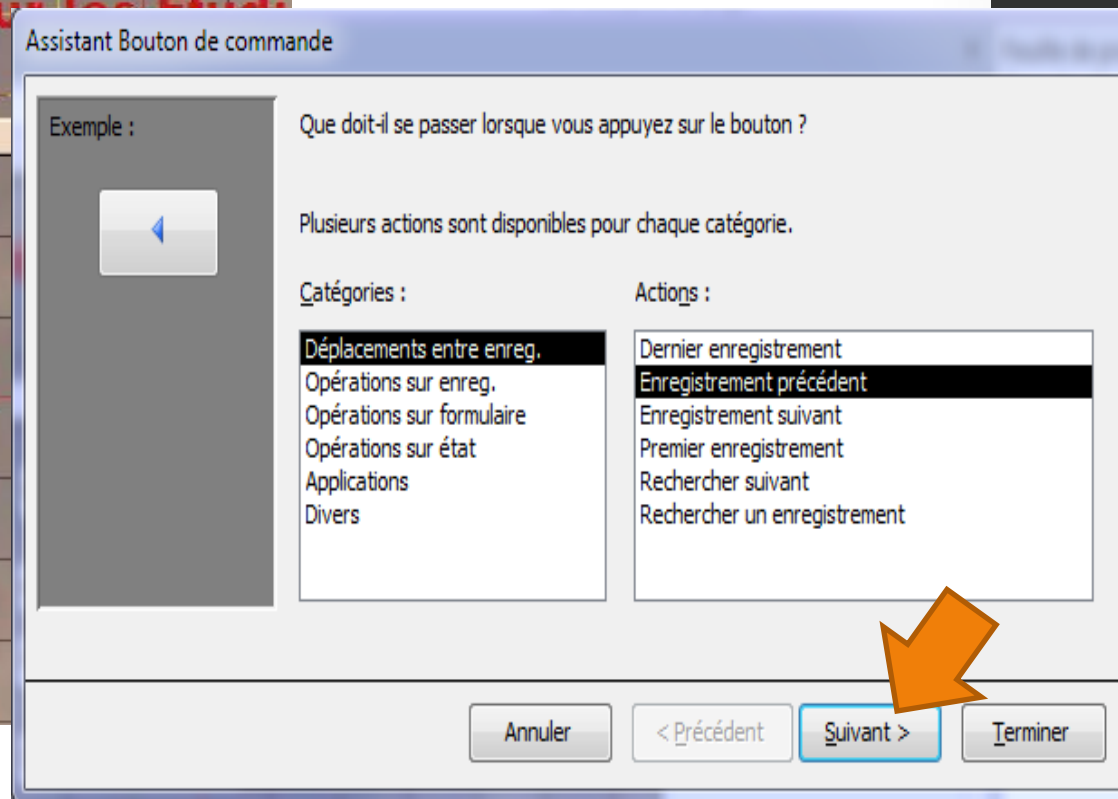 Assistant Bouton de commande
Exemple :
Que doit-il se passer lorsque vous appuyez sur le bouton ?
Plusieurs actions sont disponibles pour chaque catégorie.
Catégories :
Actions :
Déplacements entre enreg.
Opérations sur enreg.
Opérations sur formulaire
Opérations sur état
Applications
Divers
Dernier enregistrement
Enregistrement précédent
Enregistrement suivant
Premier enregistrement
Rechercher suivant
Rechercher un enregistrement
Annuler
< Précédent
Suivant >
Terminer